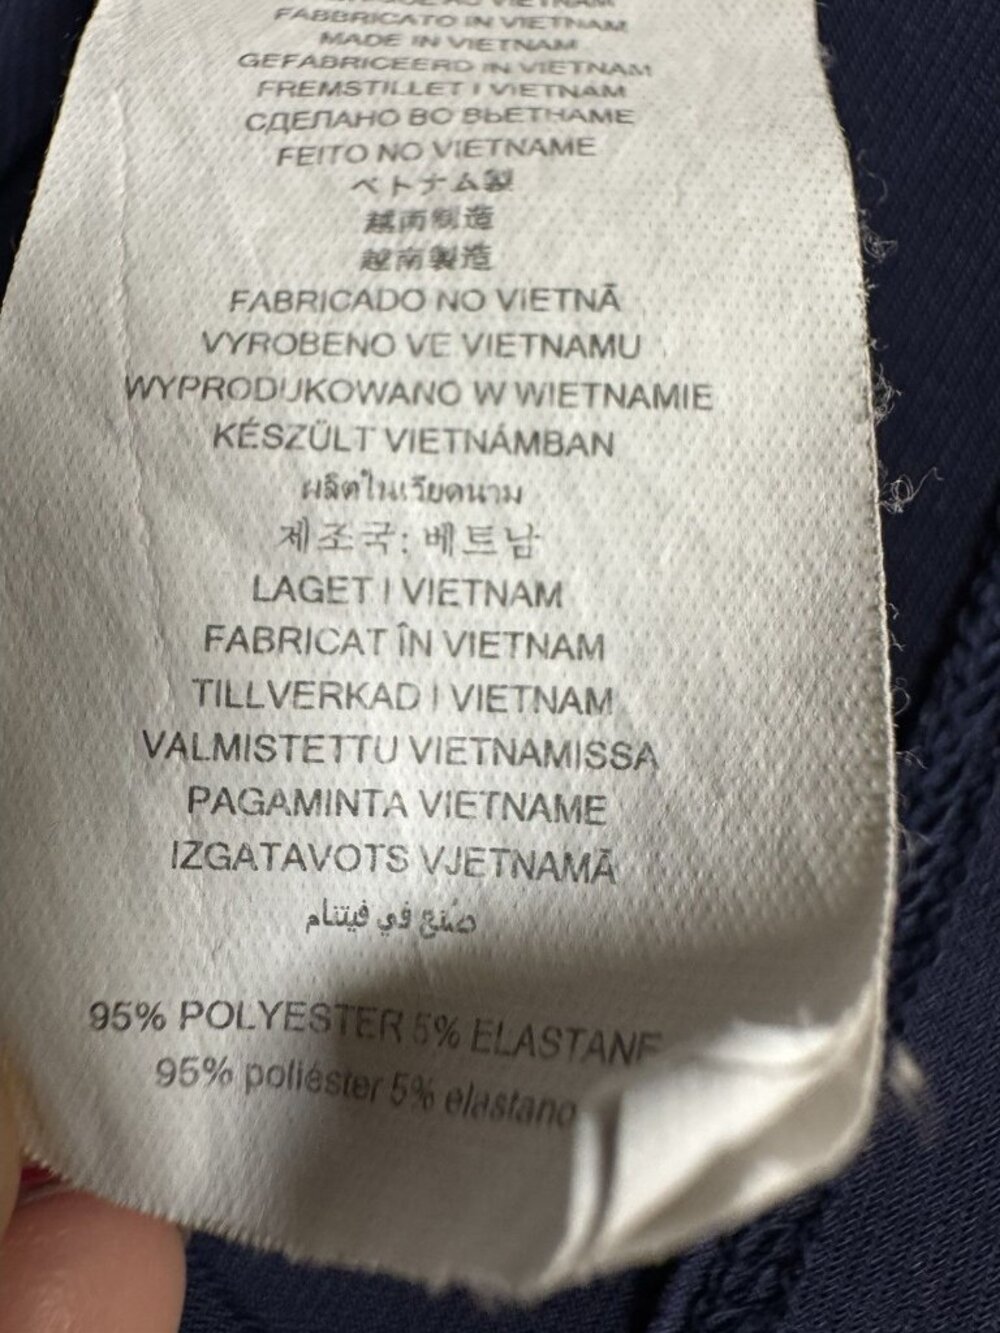 FABBRICATO IN VIETNAM
MADE IN VIETNAM
GEFABRICEERD IN VIETNAM
FREMSTILLET I VIETNAM
СДЕЛАНО ВО ВЬЕТНАМЕ
FEITO NO VIETNAME
ベトナム製
越南制造
越南製造
FABRICADO NO VIETNÃ
VYROBENO VE VIETNAMU
WYPRODUKOWANO W WIETNAMIE
KÉSZÜLT VIETNÁMBAN
ผลิตในเวียดนาม
제조국: 베트남
LAGET I VIETNAM
FABRICAT ÎN VIETNAM
TILLVERKAD I VIETNAM
VALMISTETTU VIETNAMISSA
PAGAMINTA VIETNAME
IZGATAVOTS VJETNAMĀ
صُنع في فيتنام
95% POLYESTER 5% ELASTANE
95% poliéster 5% elastano